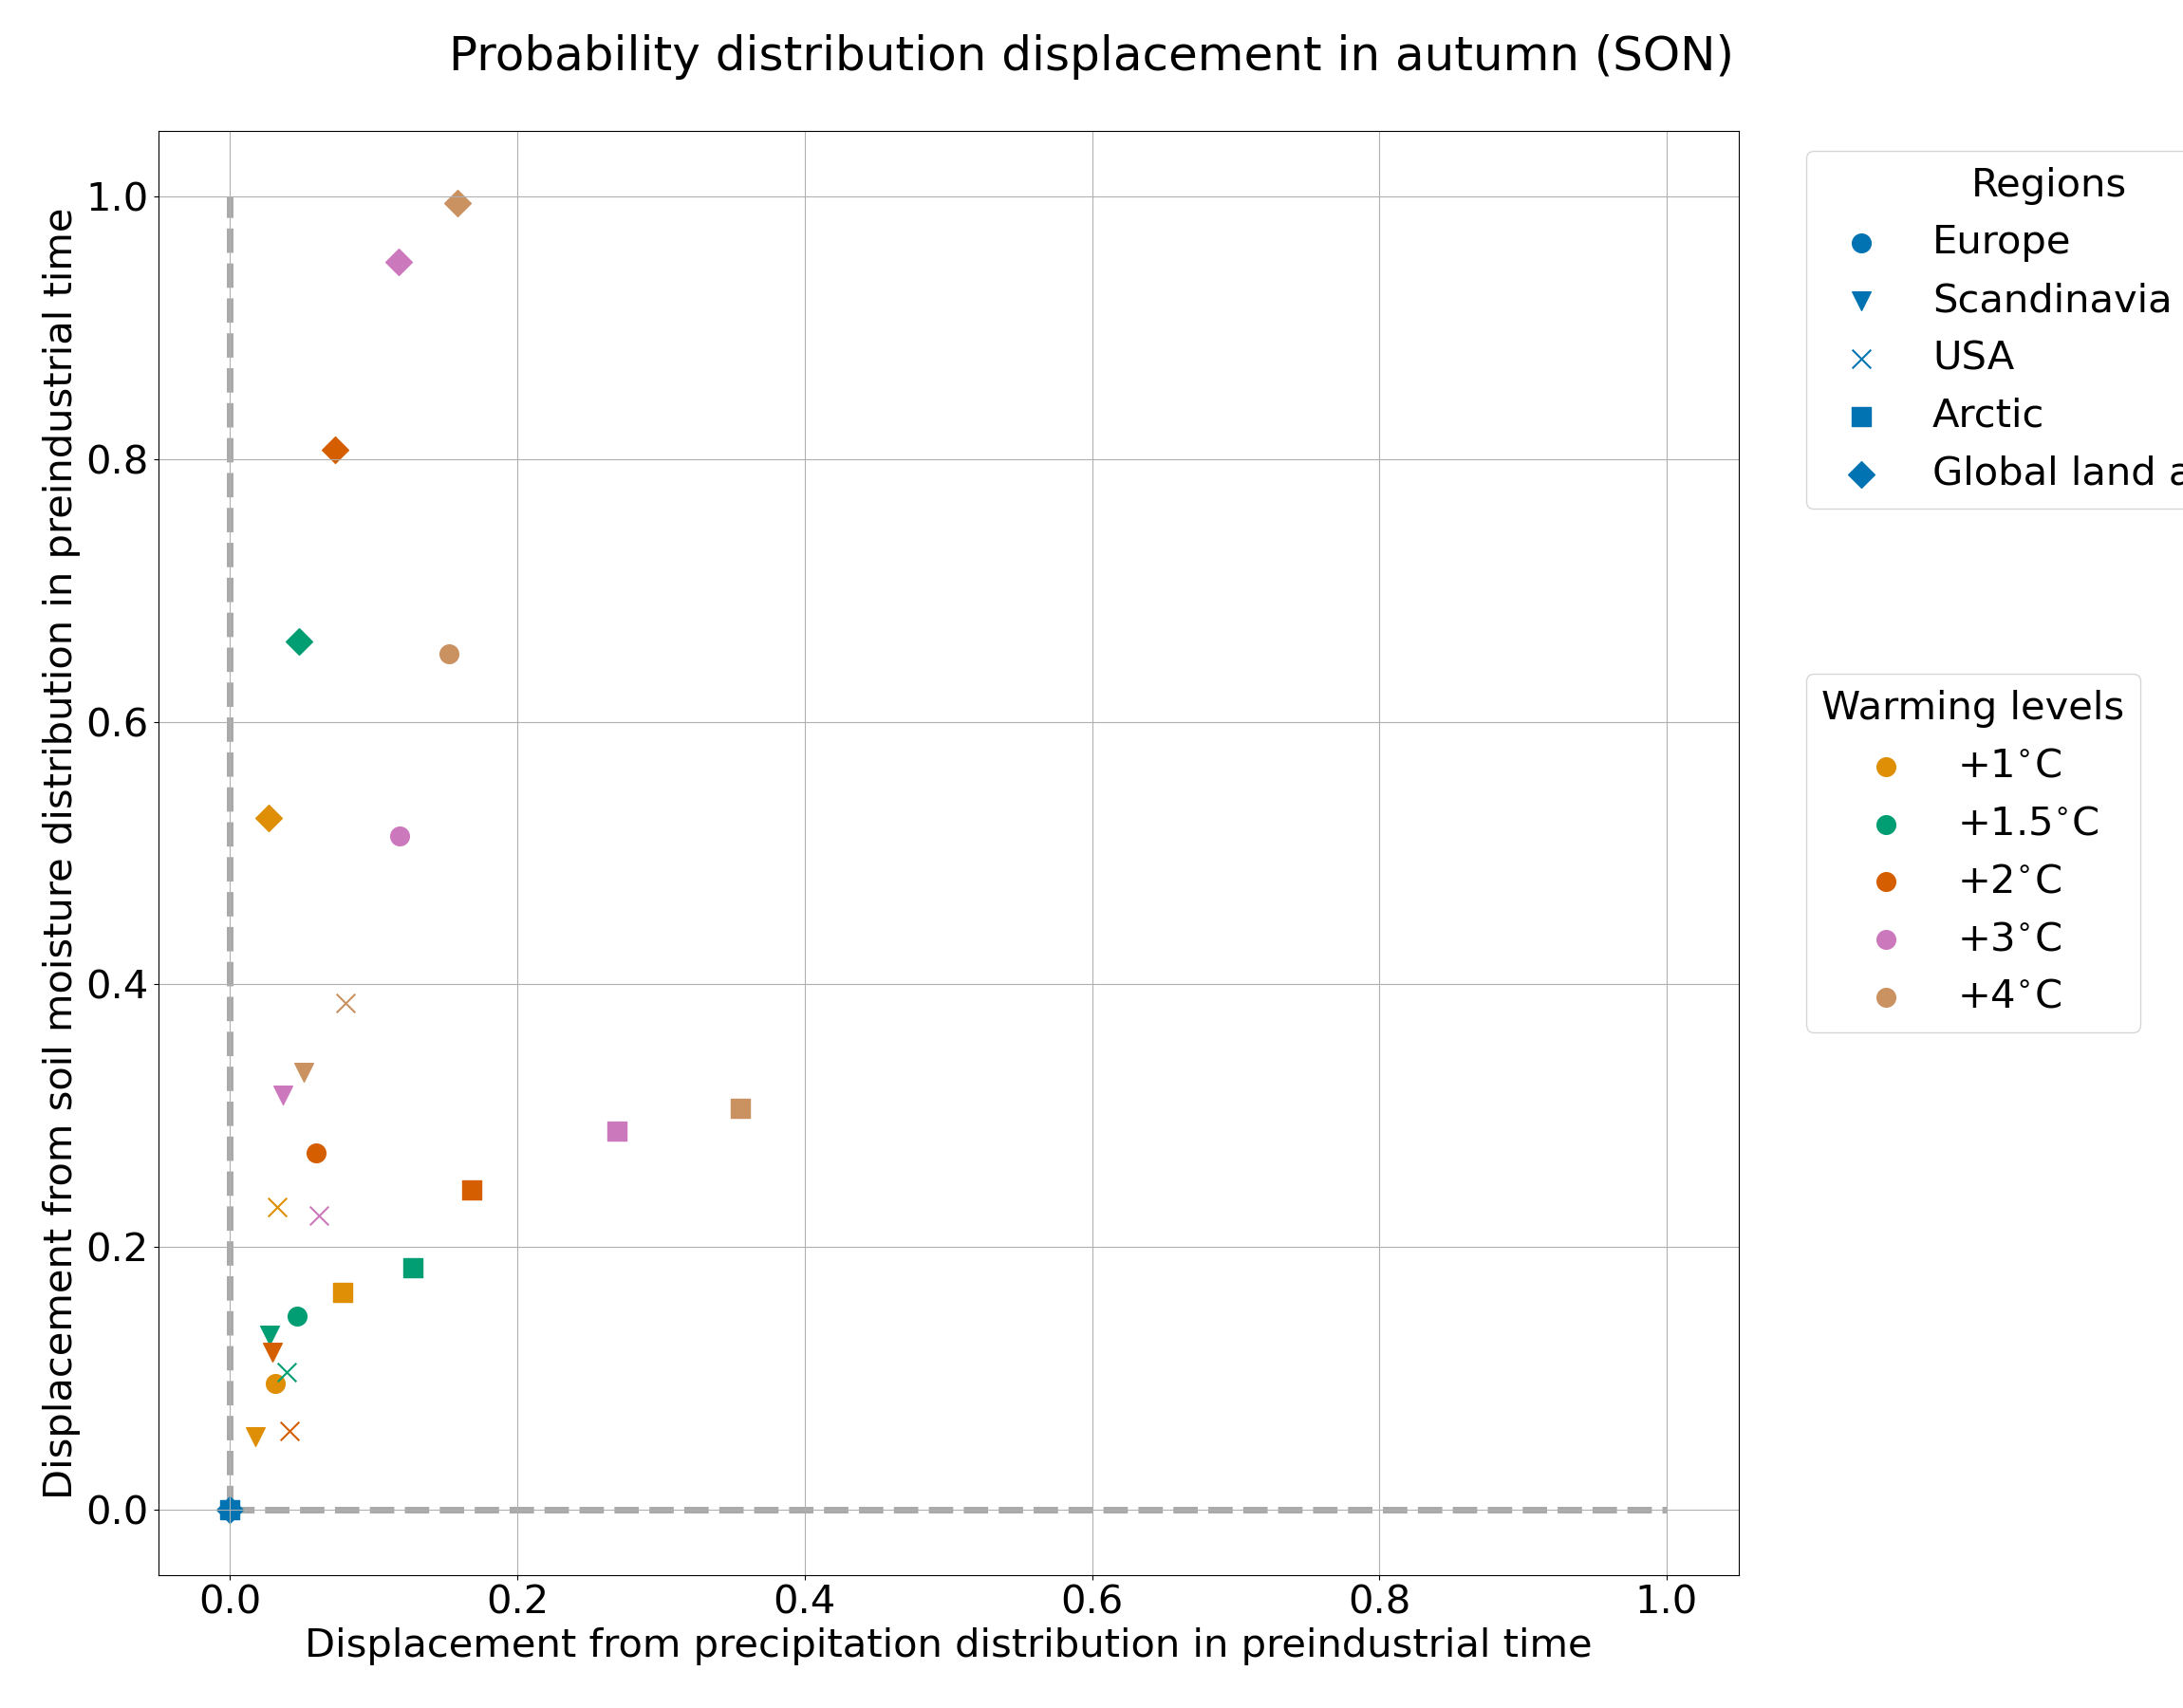 Probability distribution displacement in autumn (SON)
Displacement from soil moisture distribution in preindustrial time
1.0
0.8
0.6
0.4
0.2
0.0
0.0 0.2 0.4 0.6 0.8 1.0
Displacement from precipitation distribution in preindustrial time
Regions
Europe
Scandinavia
USA
Arctic
Global land a
Warming levels
+1°C
+1.5°C
+2°C
+3°C
+4°C